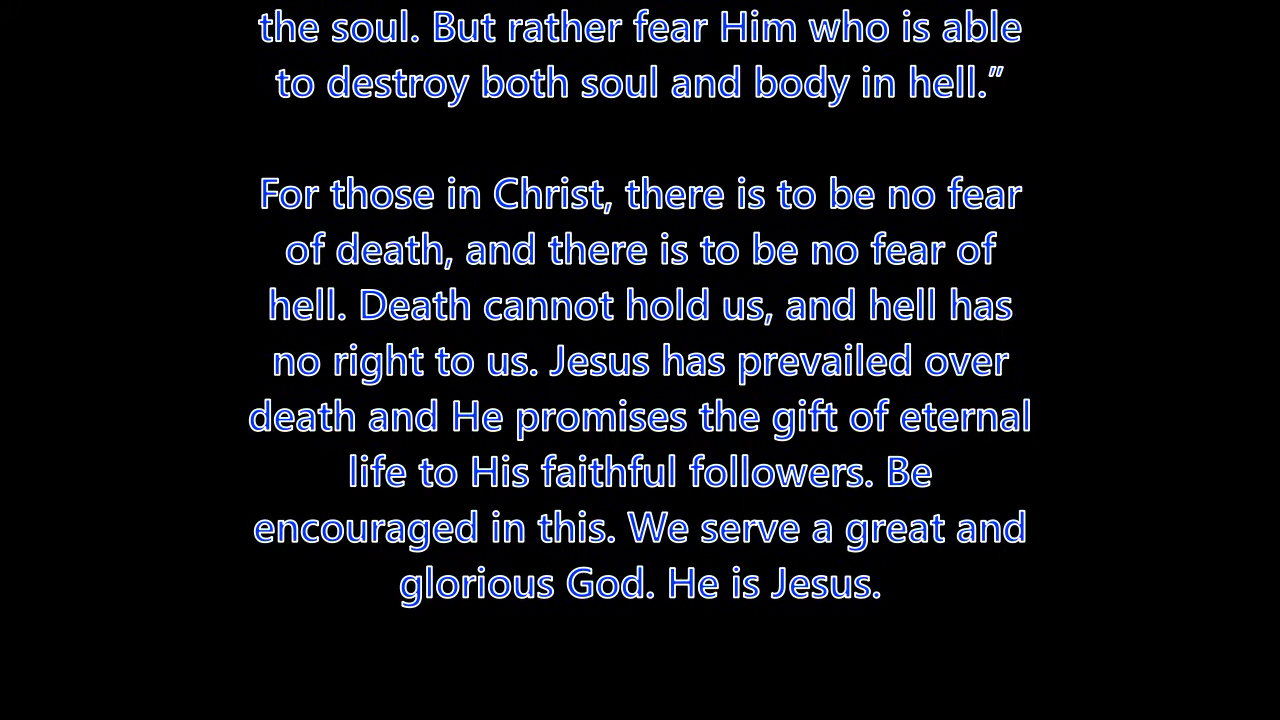 the soul. But rather fear Him who is able
to destroy both soul and body in hell.”
For those in Christ, there is to be no fear
of death, and there is to be no fear of
hell. Death cannot hold us, and hell has
no right to us. Jesus has prevailed over
death and He promises the gift of eternal
life to His faithful followers. Be
encouraged in this. We serve a great and
glorious God. He is Jesus.